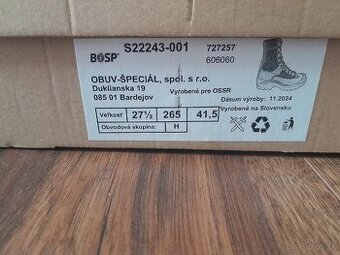 S22243-001
727257
BOSP
606060
OBUV-ŠPECIÁL, spol. s r.o.
Duklianska 19
085 01 Bardejov
Vyrobené pre OSSR
Dátum výroby: 11.2024
Vyrobené na Slovensku
Veľkosť 27½ 265 41,5
Obvodová skupina: H